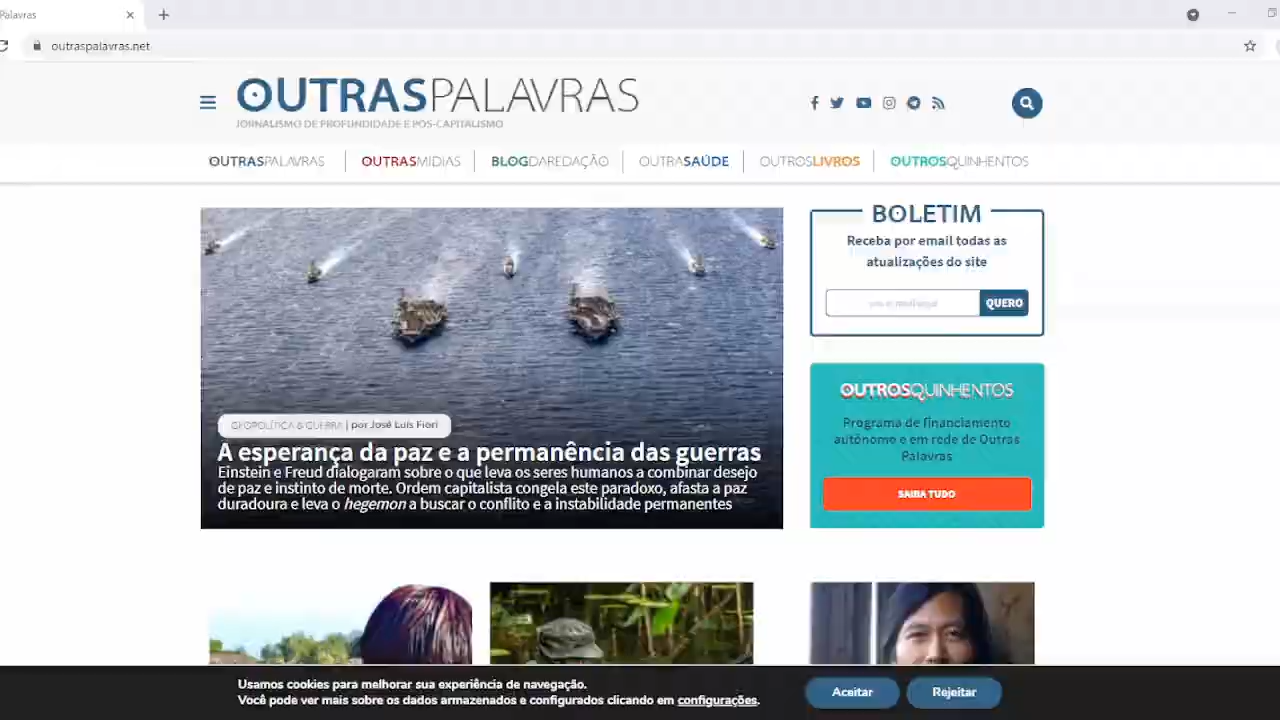 Palavras
outraspalavras.net
OUTRASPALAVRAS
JORNALISMO DE PROFUNDIDADE E PÓS-CAPITALISMO
OUTRASPALAVRAS
OUTRASMÍDIAS
BLOGDAREDAÇÃO
OUTRASAÚDE
OUTROSLIVROS
OUTROSQUINHENTOS
GEOPOLÍTICA & GUERRA | por José Luís Fiori
A esperança da paz e a permanência das guerras
Einstein e Freud dialogaram sobre o que leva os seres humanos a combinar desejo
de paz e instinto de morte. Ordem capitalista congela este paradoxo, afasta a paz
duradoura e leva o hegemon a buscar o conflito e a instabilidade permanentes
BOLETIM
Receba por email todas as
atualizações do site
QUERO
OUTROSQUINHENTOS
Programa de financiamento
autônomo e em rede de Outras
Palavras
SAIBA TUDO
Usamos cookies para melhorar sua experiência de navegação.
Você pode ver mais sobre os dados armazenados e configurados clicando em configurações.
Aceitar
Rejeitar